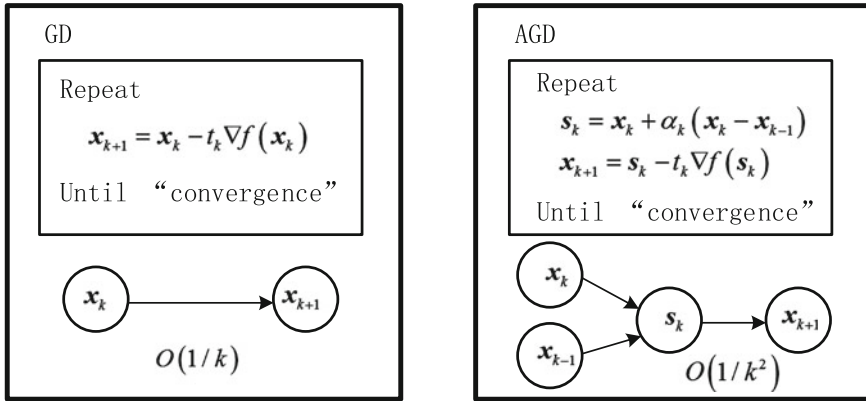 GD
Repeat
x_{k+1} = x_k − t_k ∇f(x_k)
Until “convergence”
x_k
x_{k+1}
O(1/k)
AGD
Repeat
s_k = x_k + α_k(x_k − x_{k−1})
x_{k+1} = s_k − t_k ∇f(s_k)
Until “convergence”
x_k
x_{k−1}
s_k
x_{k+1}
O(1/k²)